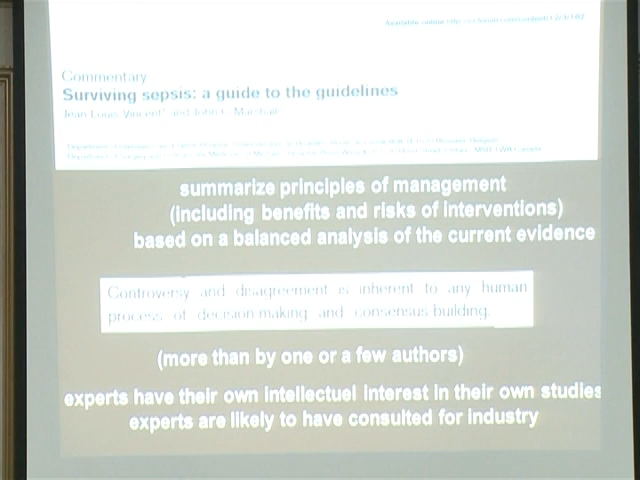 Available online
Commentary
Surviving sepsis: a guide to the guidelines
Jean Louis Vincent and John C. Marshall
summarize principles of management
(including benefits and risks of interventions)
based on a balanced analysis of the current evidence
Controversy and disagreement is inherent to any human
process of decision making and consensus-building.
(more than by one or a few authors)
experts have their own intellectuel interest in their own studies
experts are likely to have consulted for industry